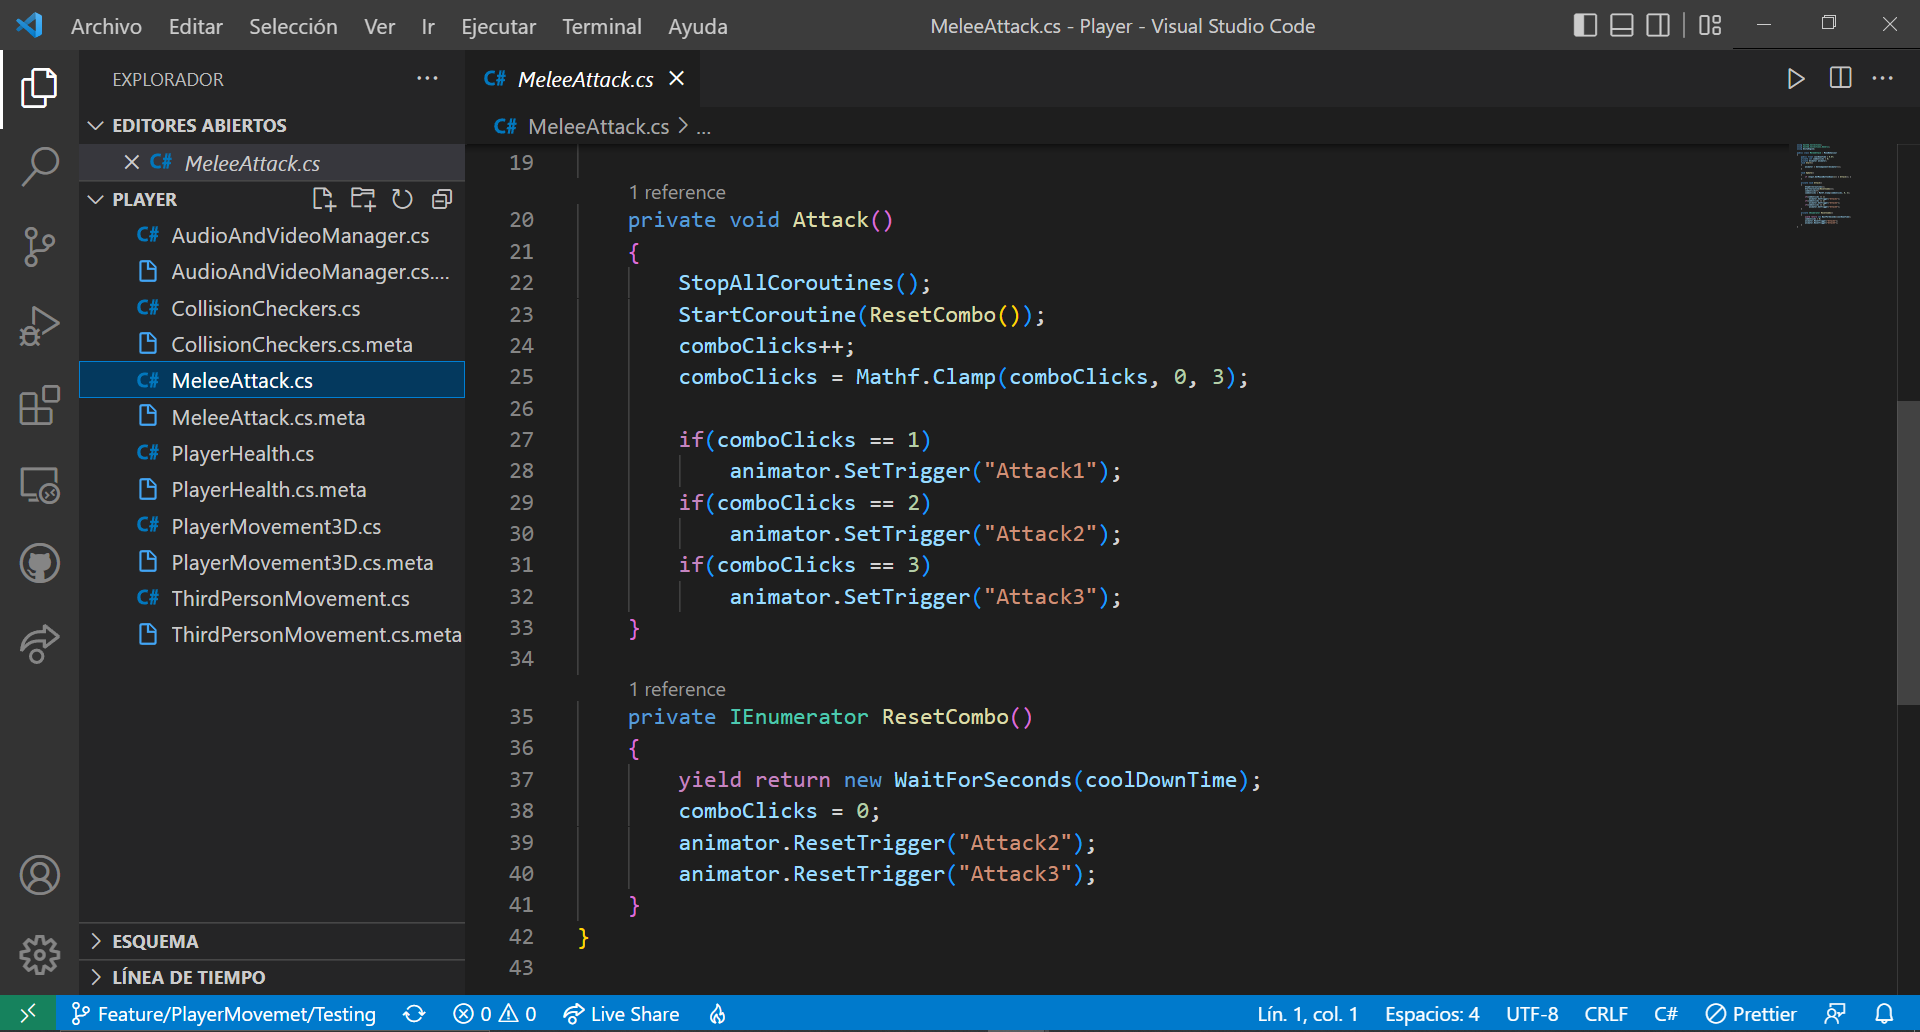 Archivo Editar Selección Ver Ir Ejecutar Terminal Ayuda MeleeAttack.cs - Player - Visual Studio Code
EXPLORADOR ...
EDITORES ABIERTOS
C# MeleeAttack.cs
PLAYER
C# AudioAndVideoManager.cs
AudioAndVideoManager.cs....
C# CollisionCheckers.cs
CollisionCheckers.cs.meta
C# MeleeAttack.cs
MeleeAttack.cs.meta
C# PlayerHealth.cs
PlayerHealth.cs.meta
C# PlayerMovement3D.cs
PlayerMovement3D.cs.meta
C# ThirdPersonMovement.cs
ThirdPersonMovement.cs.meta
ESQUEMA
LÍNEA DE TIEMPO
C# MeleeAttack.cs
C# MeleeAttack.cs > ...
19
1 reference
20 private void Attack()
21 {
22 StopAllCoroutines();
23 StartCoroutine(ResetCombo());
24 comboClicks++;
25 comboClicks = Mathf.Clamp(comboClicks, 0, 3);
26
27 if(comboClicks == 1)
28 animator.SetTrigger("Attack1");
29 if(comboClicks == 2)
30 animator.SetTrigger("Attack2");
31 if(comboClicks == 3)
32 animator.SetTrigger("Attack3");
33 }
34
1 reference
35 private IEnumerator ResetCombo()
36 {
37 yield return new WaitForSeconds(coolDownTime);
38 comboClicks = 0;
39 animator.ResetTrigger("Attack2");
40 animator.ResetTrigger("Attack3");
41 }
42 }
43
Feature/PlayerMovemet/Testing 0 0 Live Share Lín. 1, col. 1 Espacios: 4 UTF-8 CRLF C# Prettier